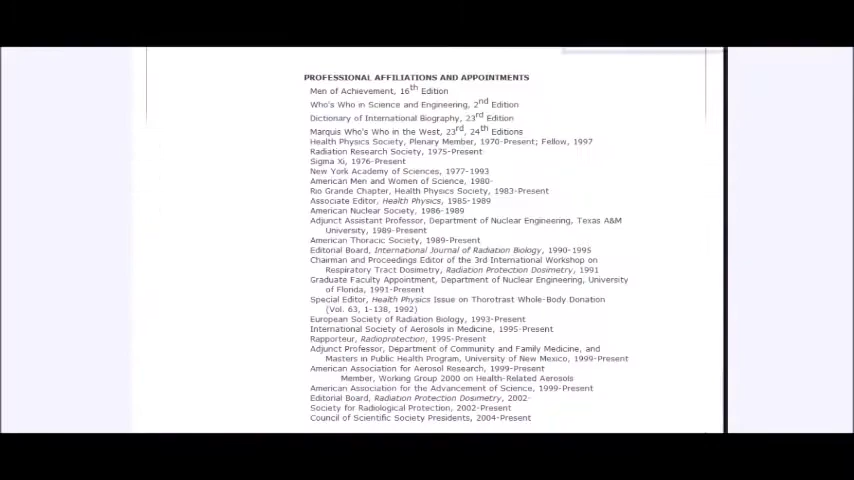 PROFESSIONAL AFFILIATIONS AND APPOINTMENTS
Men of Achievement, 16th Edition
Who's Who in Science and Engineering, 2nd Edition
Dictionary of International Biography, 23rd Edition
Marquis Who's Who in the West, 23rd, 24th Editions
Health Physics Society, Plenary Member, 1970-Present; Fellow, 1997
Radiation Research Society, 1975-Present
Sigma Xi, 1976-Present
New York Academy of Sciences, 1977-1993
American Men and Women of Science, 1980-
Rio Grande Chapter, Health Physics Society, 1983-Present
Associate Editor, Health Physics, 1985-1989
American Nuclear Society, 1986-1989
Adjunct Assistant Professor, Department of Nuclear Engineering, Texas A&M
University, 1989-Present
American Thoracic Society, 1989-Present
Editorial Board, International Journal of Radiation Biology, 1990-1995
Chairman and Proceedings Editor of the 3rd International Workshop on
Respiratory Tract Dosimetry, Radiation Protection Dosimetry, 1991
Graduate Faculty Appointment, Department of Nuclear Engineering, University
of Florida, 1991-Present
Special Editor, Health Physics Issue on Thorotrast Whole-Body Donation
(Vol. 63, 1-138, 1992)
European Society of Radiation Biology, 1993-Present
International Society of Aerosols in Medicine, 1995-Present
Rapporteur, Radioprotection, 1995-Present
Adjunct Professor, Department of Community and Family Medicine, and
Masters in Public Health Program, University of New Mexico, 1999-Present
American Association for Aerosol Research, 1999-Present
Member, Working Group 2000 on Health-Related Aerosols
American Association for the Advancement of Science, 1999-Present
Editorial Board, Radiation Protection Dosimetry, 2002-
Society for Radiological Protection, 2002-Present
Council of Scientific Society Presidents, 2004-Present